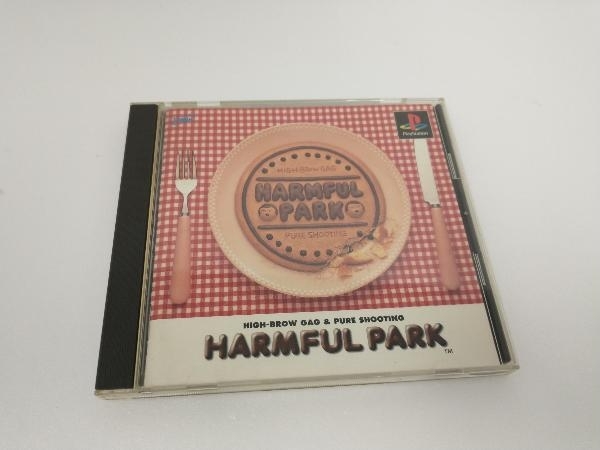 PlayStation
HIGH-BROW GAG
HARMFUL
PARK
PURE SHOOTING
HIGH-BROW GAG & PURE SHOOTING
HARMFUL PARK
TM